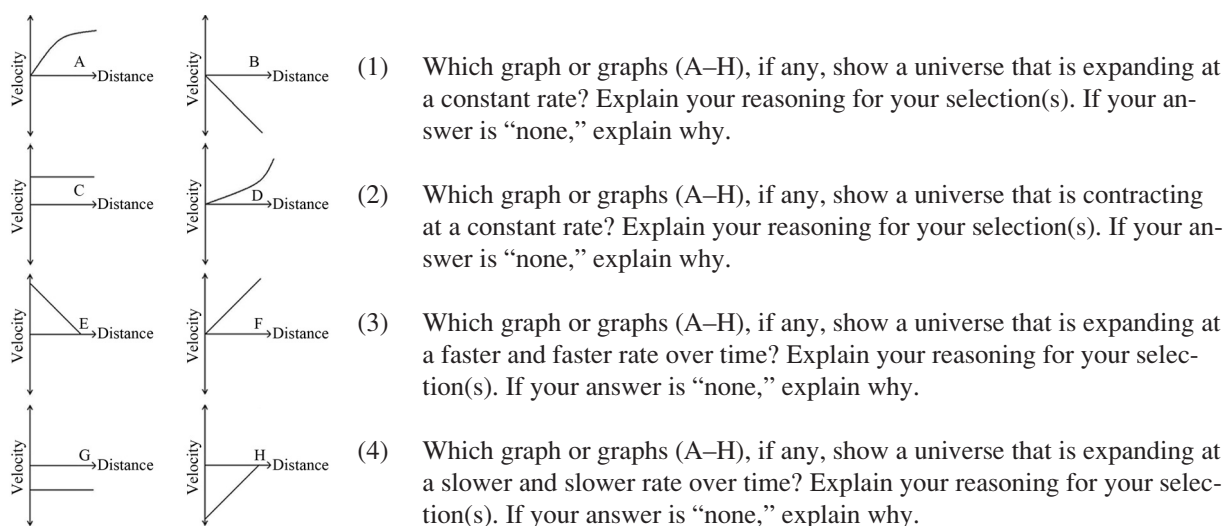 Velocity
A
Distance
Velocity
B
Distance
Velocity
C
Distance
Velocity
D
Distance
Velocity
E
Distance
Velocity
F
Distance
Velocity
G
Distance
Velocity
H
Distance
(1) Which graph or graphs (A–H), if any, show a universe that is expanding at
a constant rate? Explain your reasoning for your selection(s). If your an-
swer is “none,” explain why.
(2) Which graph or graphs (A–H), if any, show a universe that is contracting
at a constant rate? Explain your reasoning for your selection(s). If your an-
swer is “none,” explain why.
(3) Which graph or graphs (A–H), if any, show a universe that is expanding at
a faster and faster rate over time? Explain your reasoning for your selec-
tion(s). If your answer is “none,” explain why.
(4) Which graph or graphs (A–H), if any, show a universe that is expanding at
a slower and slower rate over time? Explain your reasoning for your selec-
tion(s). If your answer is “none,” explain why.